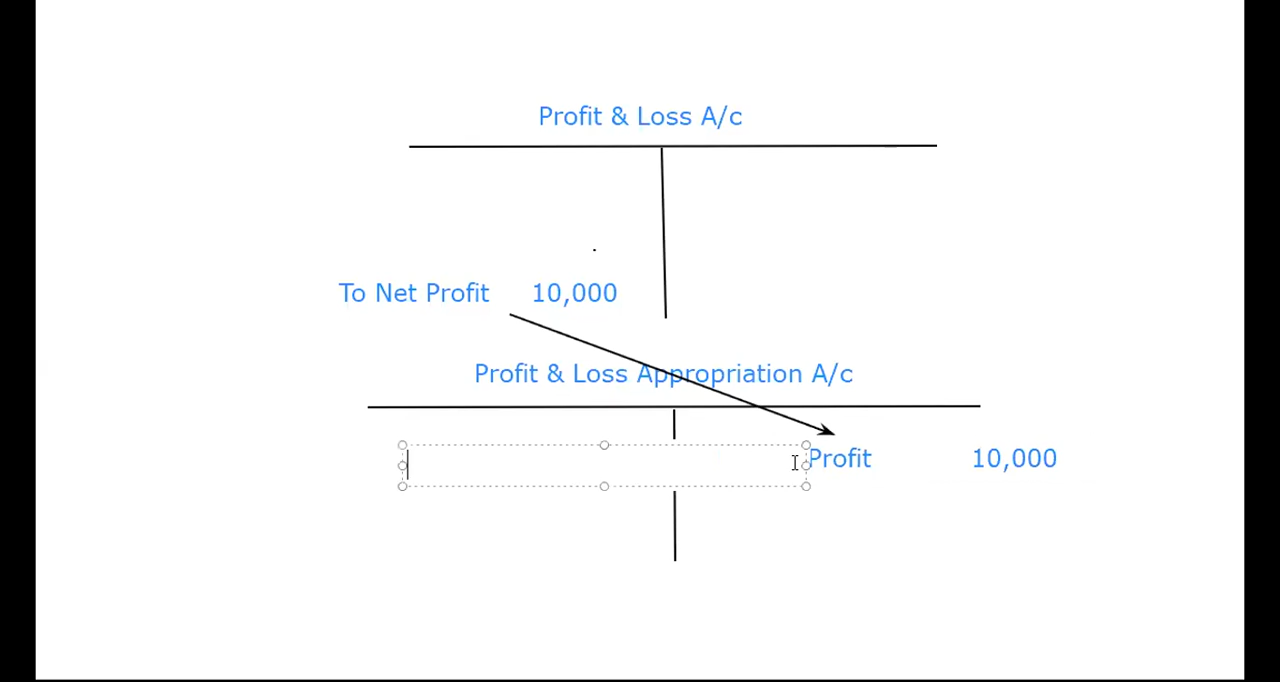 Profit & Loss A/c
To Net Profit 10,000
Profit & Loss Appropriation A/c
Profit 10,000